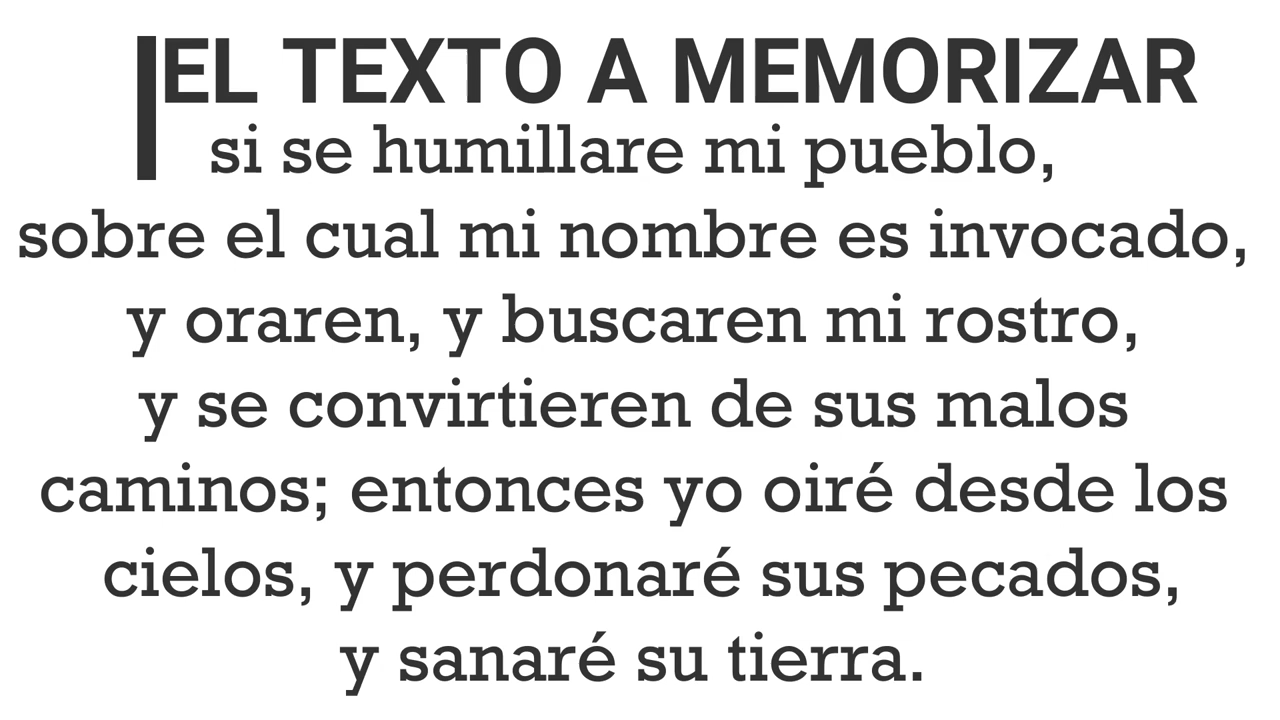 EL TEXTO A MEMORIZAR
si se humillare mi pueblo,
sobre el cual mi nombre es invocado,
y oraren, y buscaren mi rostro,
y se convirtieren de sus malos
caminos; entonces yo oiré desde los
cielos, y perdonaré sus pecados,
y sanaré su tierra.